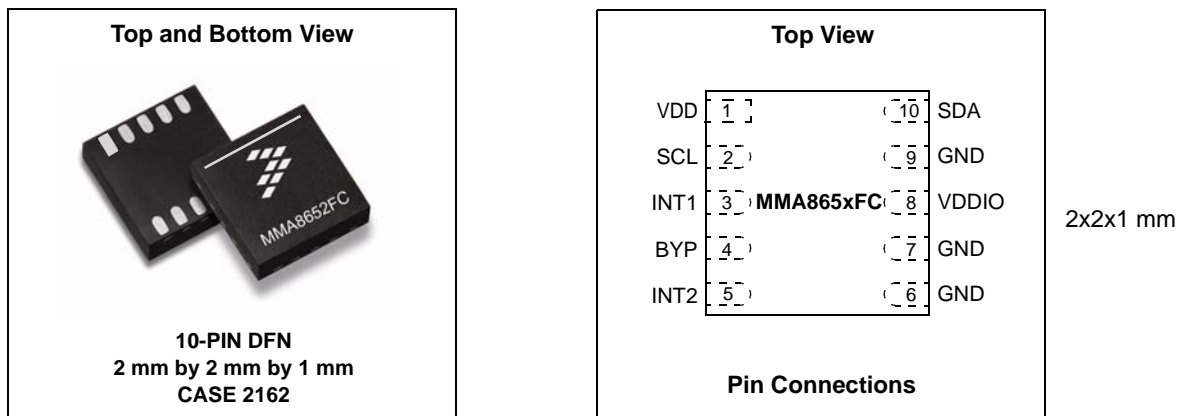 Top and Bottom View
MMA8652FC
10-PIN DFN
2 mm by 2 mm by 1 mm
CASE 2162
Top View
VDD 1 10 SDA
SCL 2 9 GND
INT1 3 MMA865xFC 8 VDDIO
BYP 4 7 GND
INT2 5 6 GND
Pin Connections
2x2x1 mm